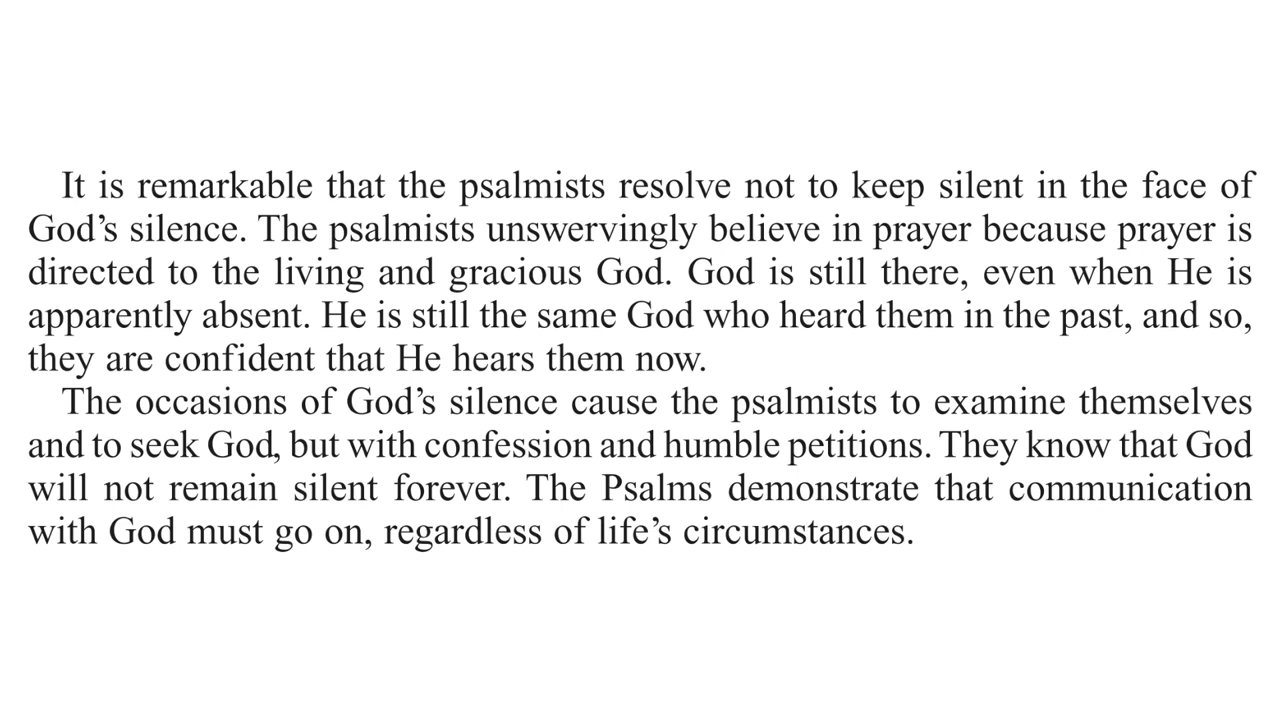 It is remarkable that the psalmists resolve not to keep silent in the face of
God’s silence. The psalmists unswervingly believe in prayer because prayer is
directed to the living and gracious God. God is still there, even when He is
apparently absent. He is still the same God who heard them in the past, and so,
they are confident that He hears them now.
The occasions of God’s silence cause the psalmists to examine themselves
and to seek God, but with confession and humble petitions. They know that God
will not remain silent forever. The Psalms demonstrate that communication
with God must go on, regardless of life’s circumstances.